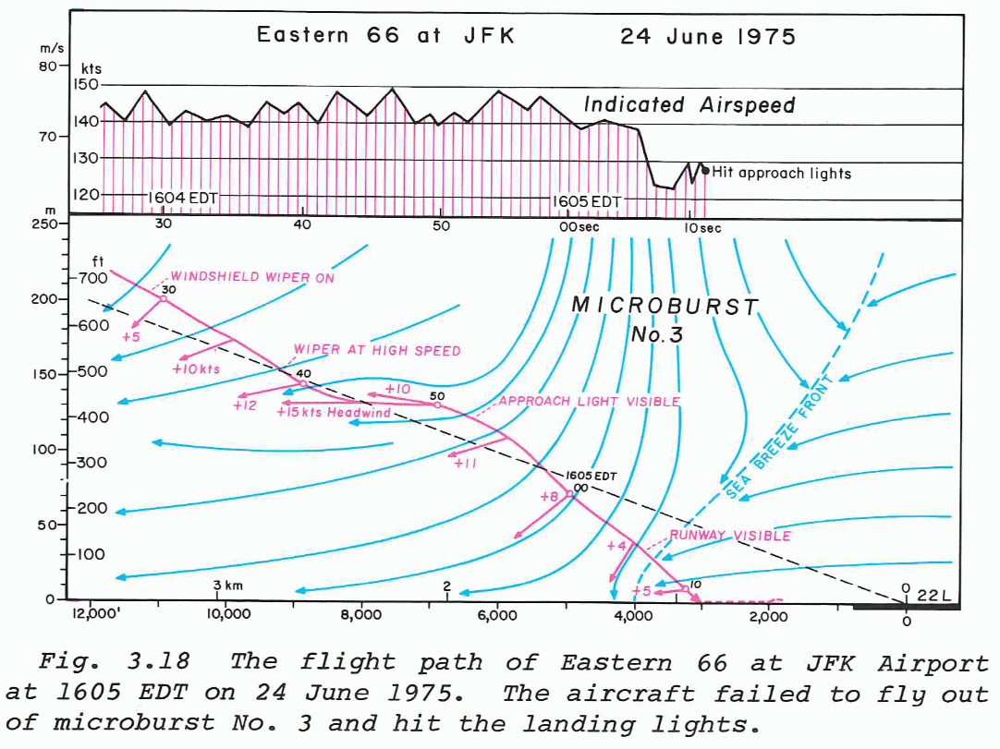 Eastern 66 at JFK 24 June 1975
m/s
80
kts
150
Indicated Airspeed
140
70
130
Hit approach lights
120
1604 EDT
1605 EDT
m
250
30
40
50
00sec
10sec
ft
700
WINDSHIELD WIPER ON
30
200
MICROBURST
No. 3
600
+5
WIPER AT HIGH SPEED
+10kts
150
500
40
+10
50
+12
+15kts Headwind
APPROACH LIGHT VISIBLE
400
SEA BREEZE FRONT
100
300
+11
1605 EDT
00
+8
200
50
RUNWAY VISIBLE
+4
100
+5
10
3 km
2
0
22L
0
12,000'
10,000
8,000
6,000
4,000
2,000
0
Fig. 3.18 The flight path of Eastern 66 at JFK Airport
at 1605 EDT on 24 June 1975. The aircraft failed to fly out
of microburst No. 3 and hit the landing lights.